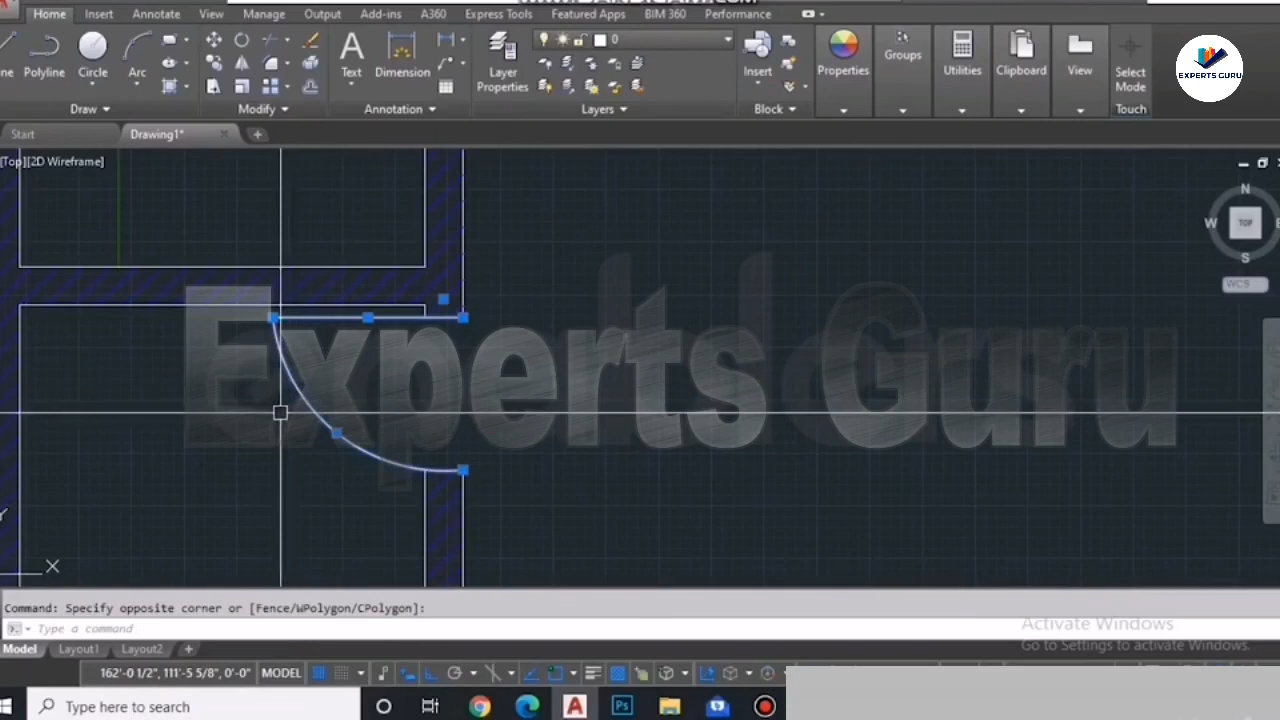 Home Insert Annotate View Manage Output Add-ins A360 Express Tools Featured Apps BIM 360 Performance
Polyline Circle Arc
Text Dimension
Layer Properties
0
Insert
Properties
Groups
Utilities
Clipboard
View
Select Mode
EXPERTS GURU
Draw Modify Annotation Layers Block Touch
Start Drawing1*
[Top][2D Wireframe]
N
W TOP
S
WCS
Experts Guru
Y
X
Command: Specify opposite corner or [Fence/WPolygon/CPolygon]:
Type a command
Activate Windows
Go to Settings to activate Windows.
Model Layout1 Layout2 +
162'-0 1/2", 111'-5 5/8", 0'-0" MODEL
Type here to search
A Ps